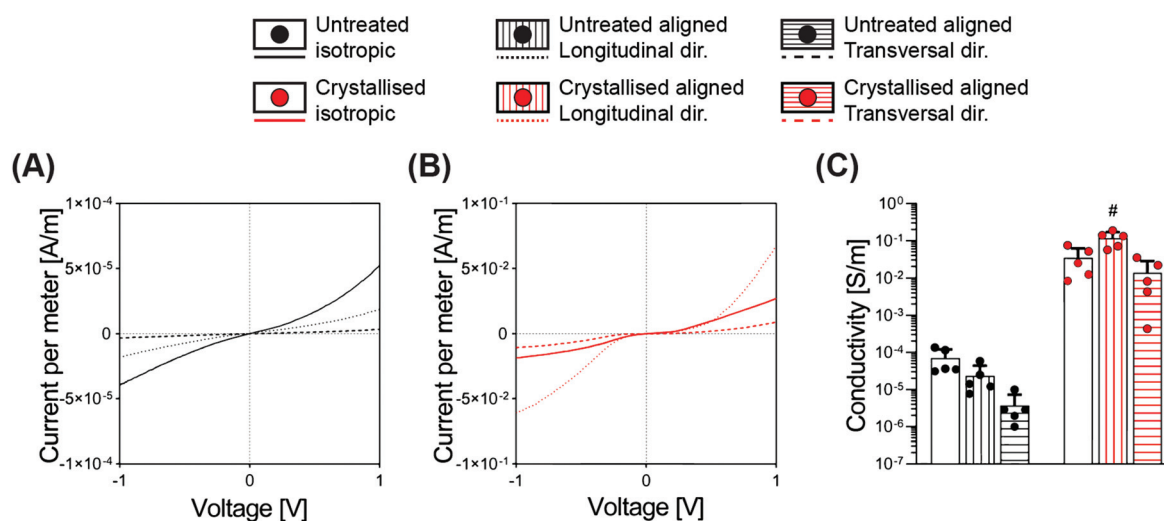 Untreated
isotropic
Untreated aligned
Longitudinal dir.
Untreated aligned
Transversal dir.
Crystallised
isotropic
Crystallised aligned
Longitudinal dir.
Crystallised aligned
Transversal dir.
(A)
Current per meter [A/m]
1×10-4
5×10-5
0
-5×10-5
-1×10-4
-1
0
1
Voltage [V]
(B)
Current per meter [A/m]
1×10-1
5×10-2
0
-5×10-2
-1×10-1
-1
0
1
Voltage [V]
(C)
Conductivity [S/m]
10⁰
10-1
10-2
10-3
10-4
10-5
10-6
10-7
#